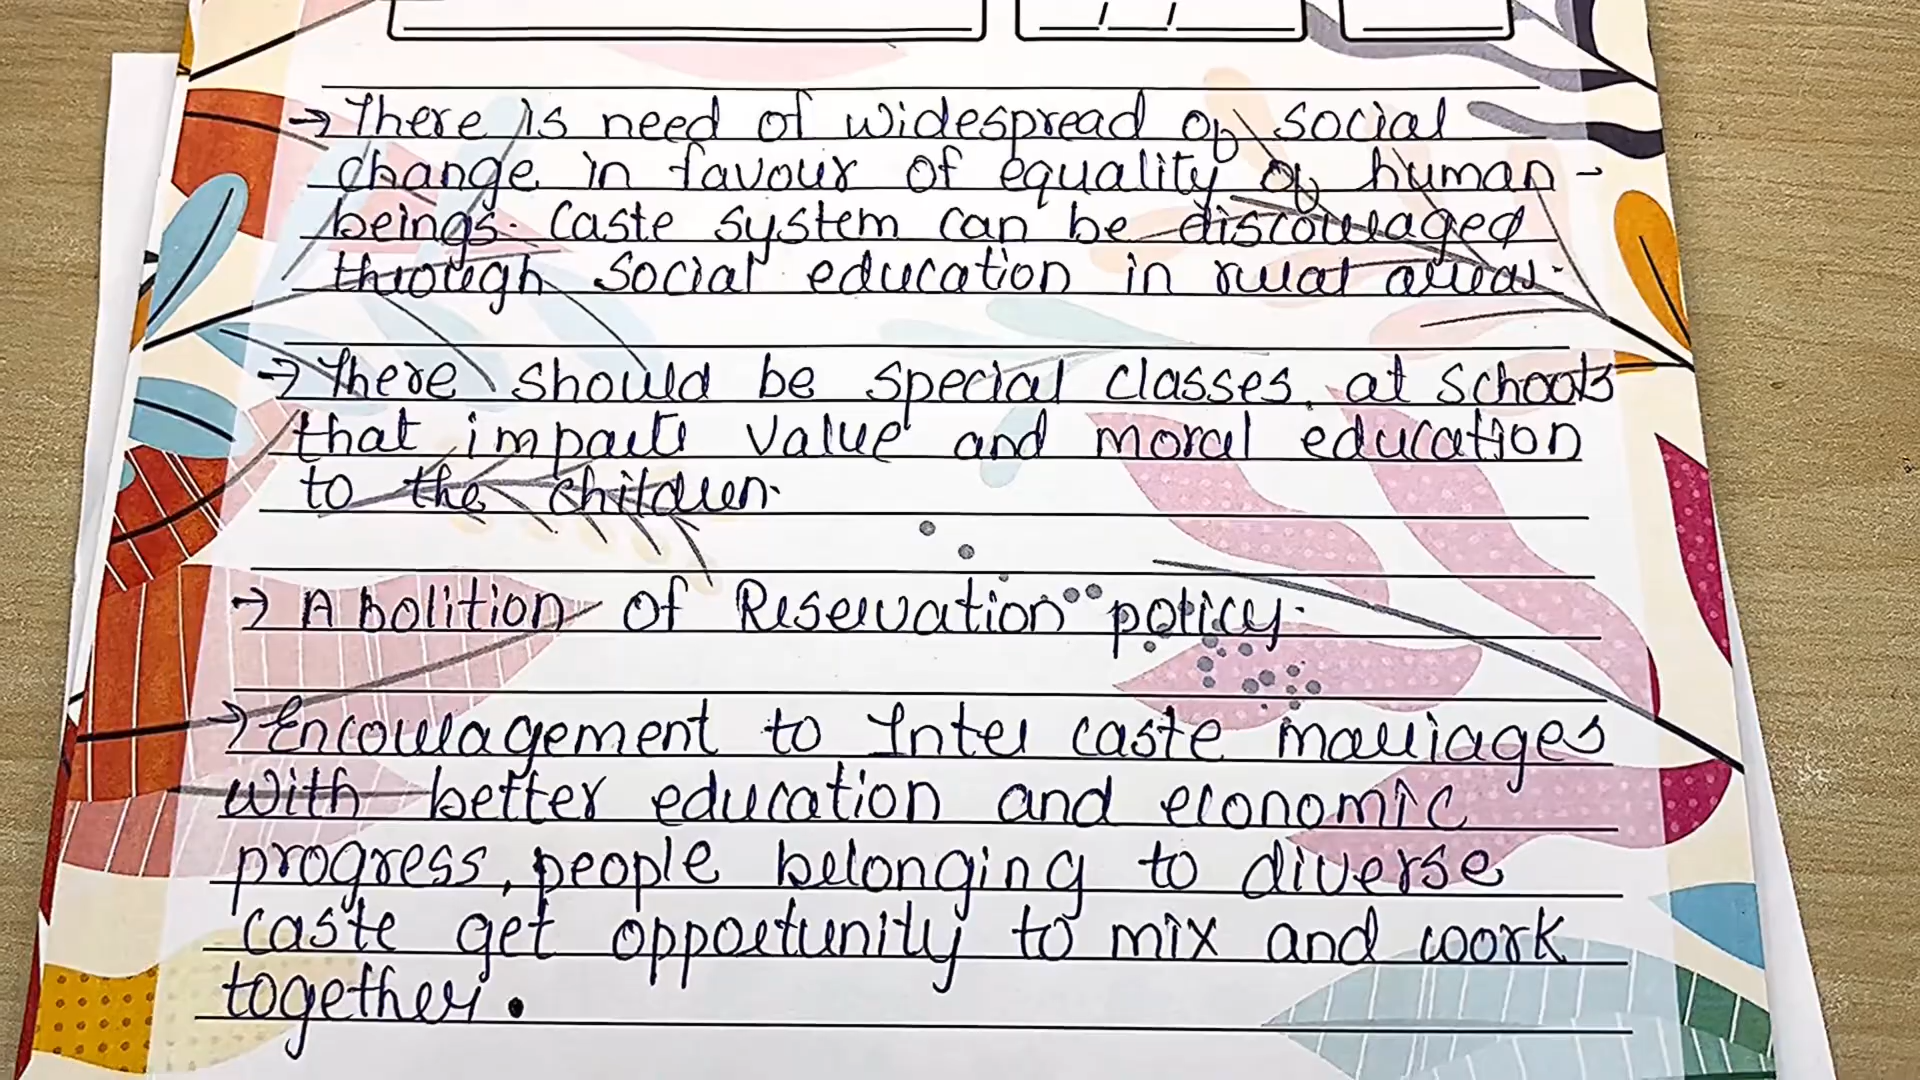 → There is need of widespread of social
change in favour of equality of human -
beings. Caste system can be discouraged
through social education in rural areas.
→ There should be special classes. at schools
that imparts value and moral education
to the children.
→ Abolition of Reservation policy.
→ Encouragement to Inter caste marriages
with better education and economic
progress, people belonging to diverse
caste get opportunity to mix and work
together.